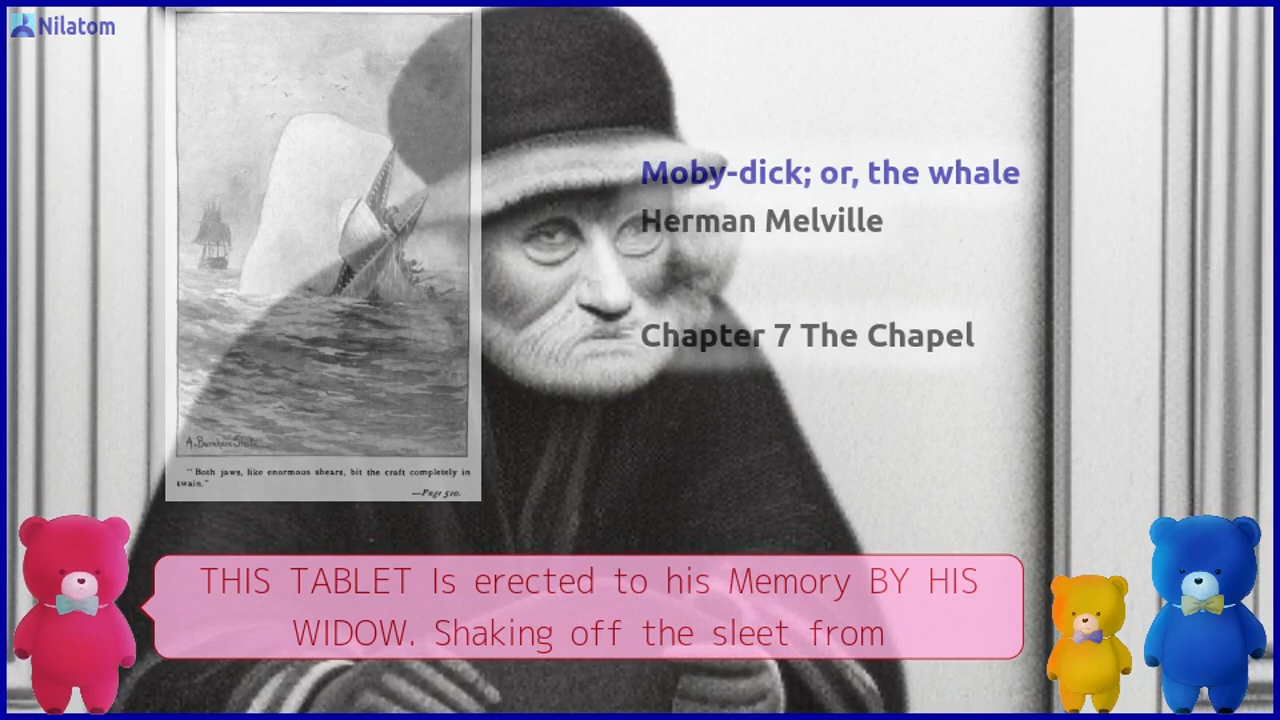 Nilatom
Moby-dick; or, the whale
Herman Melville
Chapter 7 The Chapel
"Both jaws, like enormous shears, bit the craft completely in
twain."
—Page 510.
THIS TABLET Is erected to his Memory BY HIS
WIDOW. Shaking off the sleet from